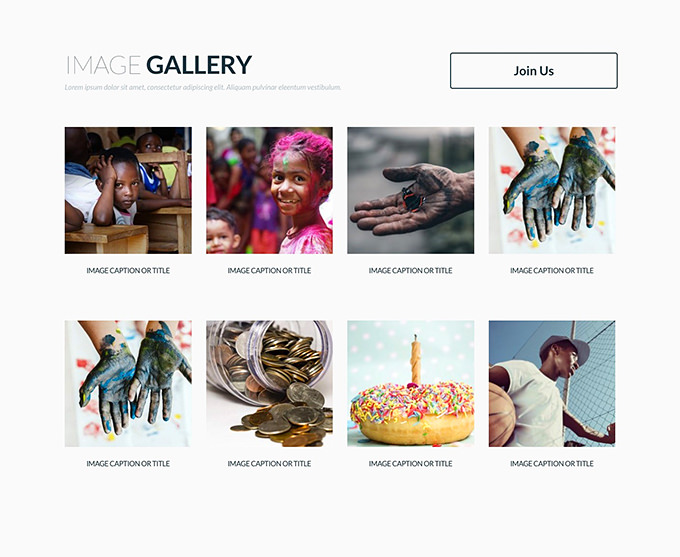 IMAGE GALLERY
Lorem ipsum dolor sit amet, consectetur adipiscing elit. Aliquam pulvinar eleentum vestibulum.
Join Us
IMAGE CAPTION OR TITLE
IMAGE CAPTION OR TITLE
IMAGE CAPTION OR TITLE
IMAGE CAPTION OR TITLE
IMAGE CAPTION OR TITLE
IMAGE CAPTION OR TITLE
IMAGE CAPTION OR TITLE
IMAGE CAPTION OR TITLE